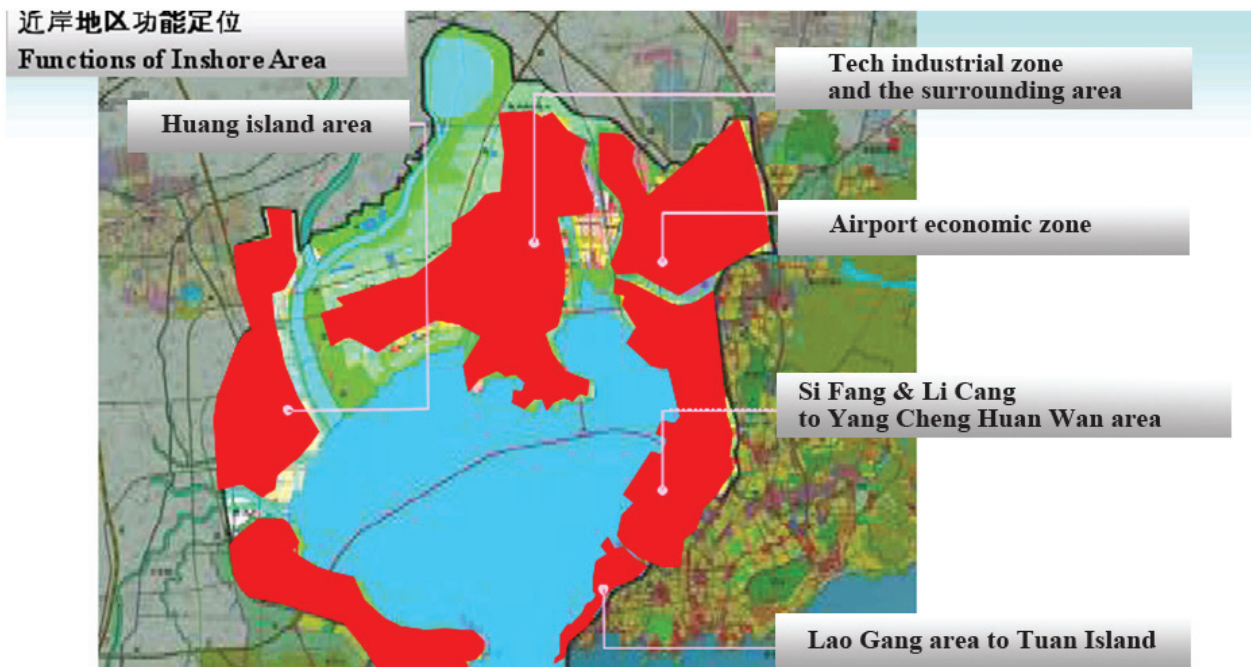 近岸地区功能定位
Functions of Inshore Area
Huang island area
Tech industrial zone
and the surrounding area
Airport economic zone
Si Fang & Li Cang
to Yang Cheng Huan Wan area
Lao Gang area to Tuan Island